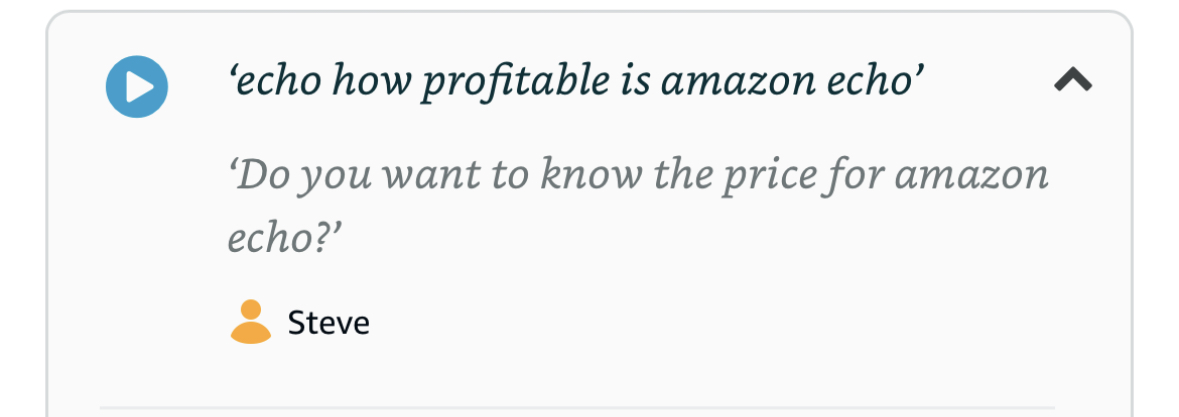 ‘echo how profitable is amazon echo’
‘Do you want to know the price for amazon
echo?’
Steve